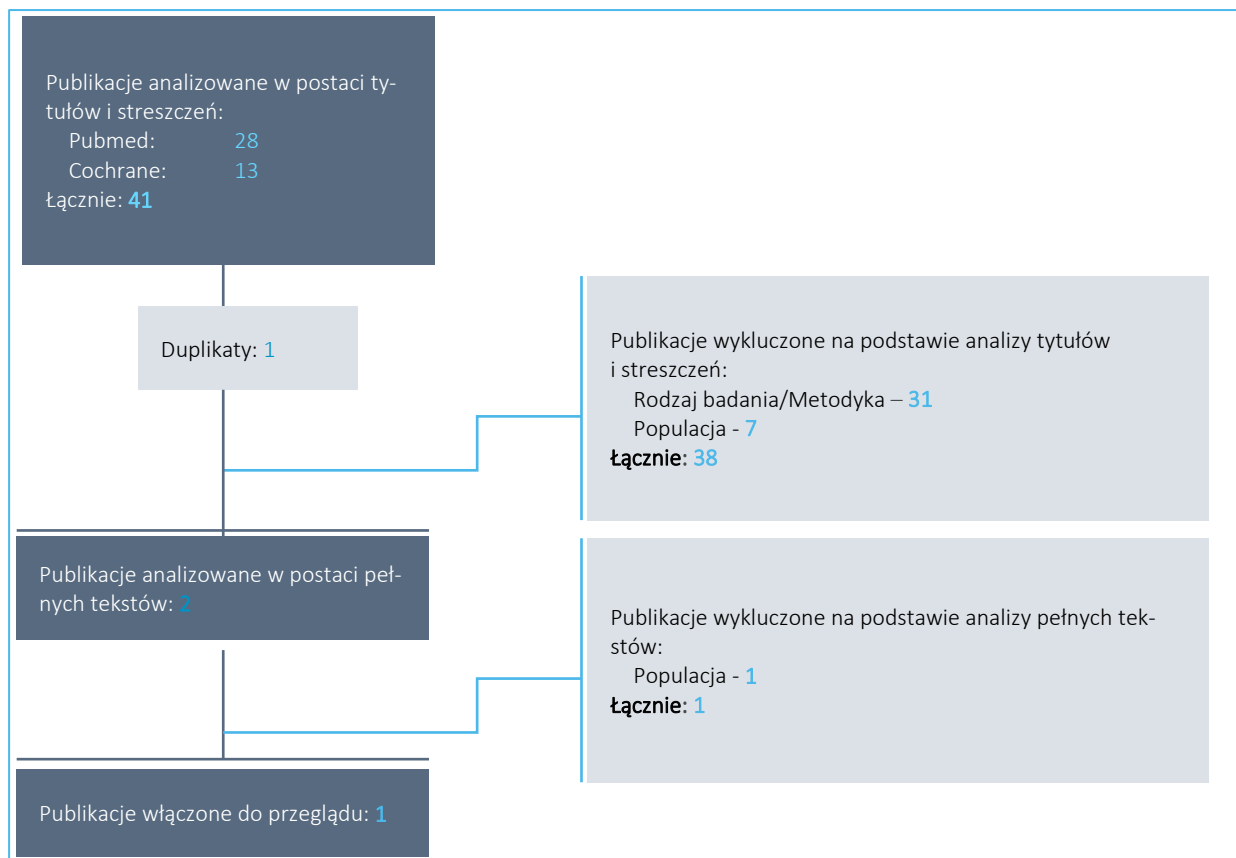 Publikacje analizowane w postaci ty-
tułów i streszczeń:
Pubmed: 28
Cochrane: 13
Łącznie: 41
Duplikaty: 1
Publikacje wykluczone na podstawie analizy tytułów
i streszczeń:
Rodzaj badania/Metodyka – 31
Populacja - 7
Łącznie: 38
Publikacje analizowane w postaci peł-
nych tekstów: 2
Publikacje wykluczone na podstawie analizy pełnych tek-
stów:
Populacja - 1
Łącznie: 1
Publikacje włączone do przeglądu: 1